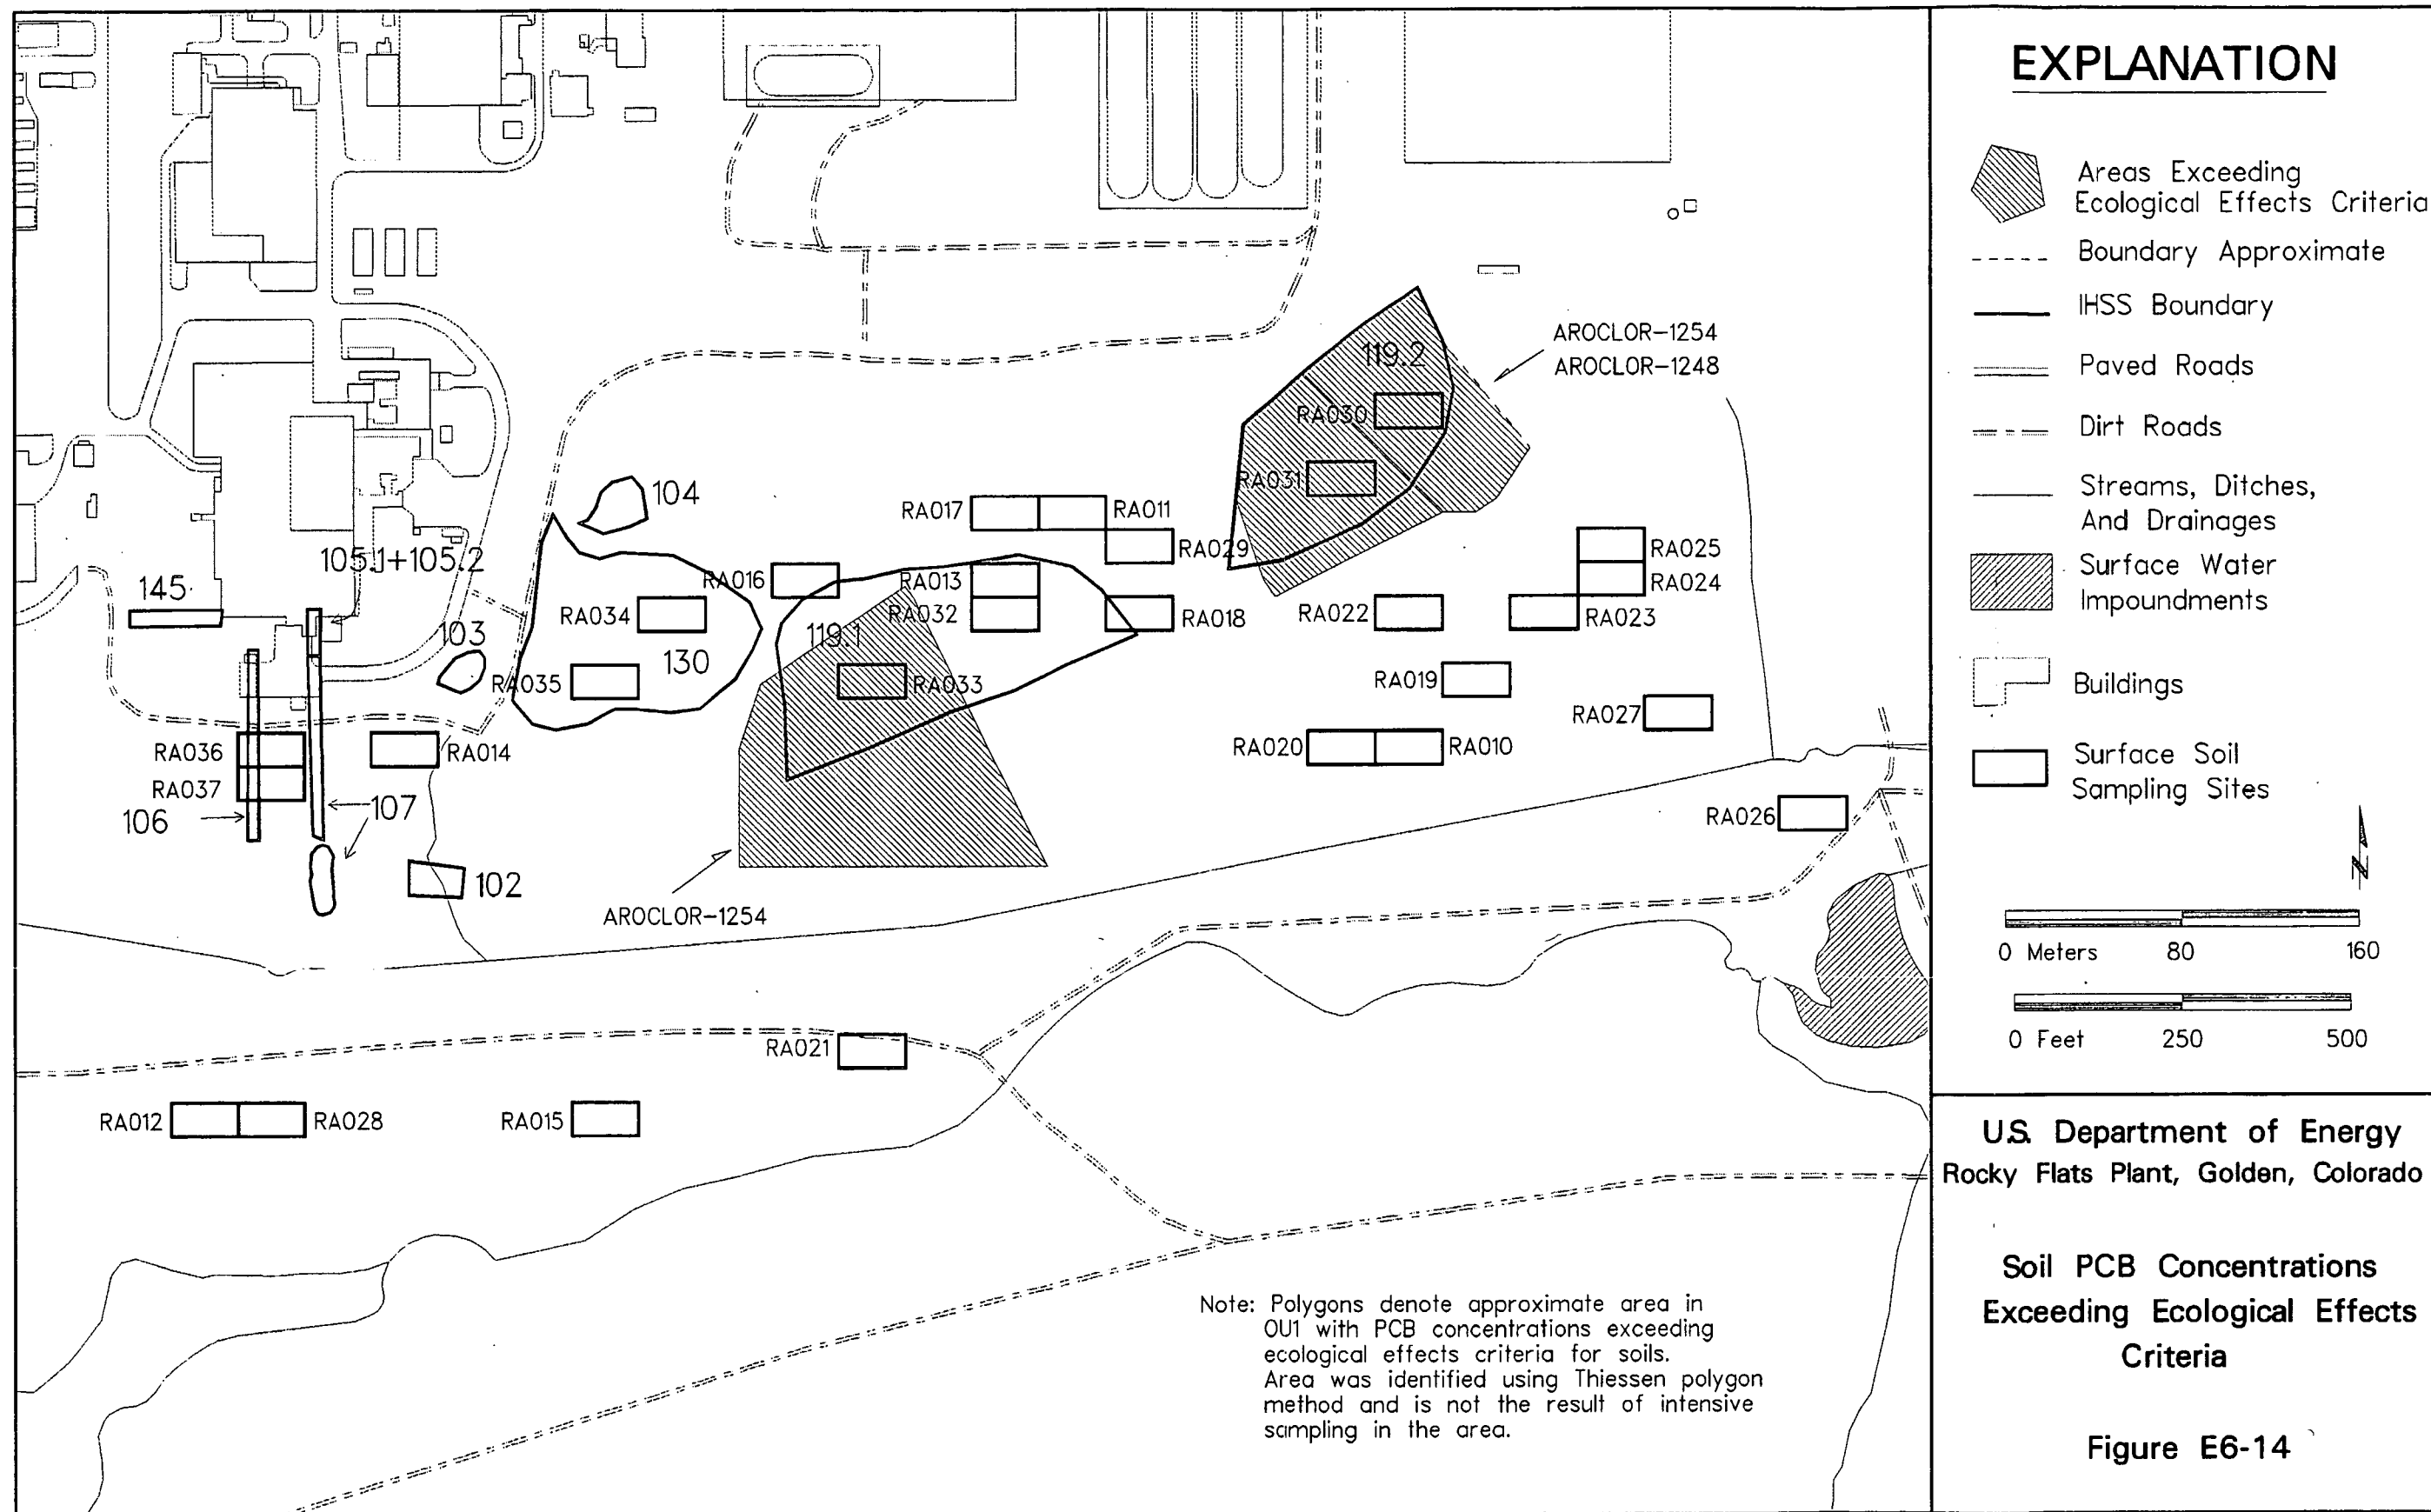 EXPLANATION
Areas Exceeding
Ecological Effects Criteria
Boundary Approximate
IHSS Boundary
Paved Roads
Dirt Roads
Streams, Ditches,
And Drainages
Surface Water
Impoundments
Buildings
Surface Soil
Sampling Sites
N
0 Meters 80 160
0 Feet 250 500
U.S. Department of Energy
Rocky Flats Plant, Golden, Colorado
Soil PCB Concentrations
Exceeding Ecological Effects
Criteria
Figure E6-14
AROCLOR-1254
AROCLOR-1248
119.2
RA030
RA031
104
RA017
RA011
RA029
RA025
RA024
105.1+105.2
145
RA016
RA013
RA034
RA032
RA018
RA022
RA023
103
119.1
130
RA035
RA033
RA019
RA027
RA036
RA014
RA020
RA010
RA037
107
106
RA026
102
AROCLOR-1254
RA021
RA012
RA028
RA015
Note: Polygons denote approximate area in
OU1 with PCB concentrations exceeding
ecological effects criteria for soils.
Area was identified using Thiessen polygon
method and is not the result of intensive
sampling in the area.